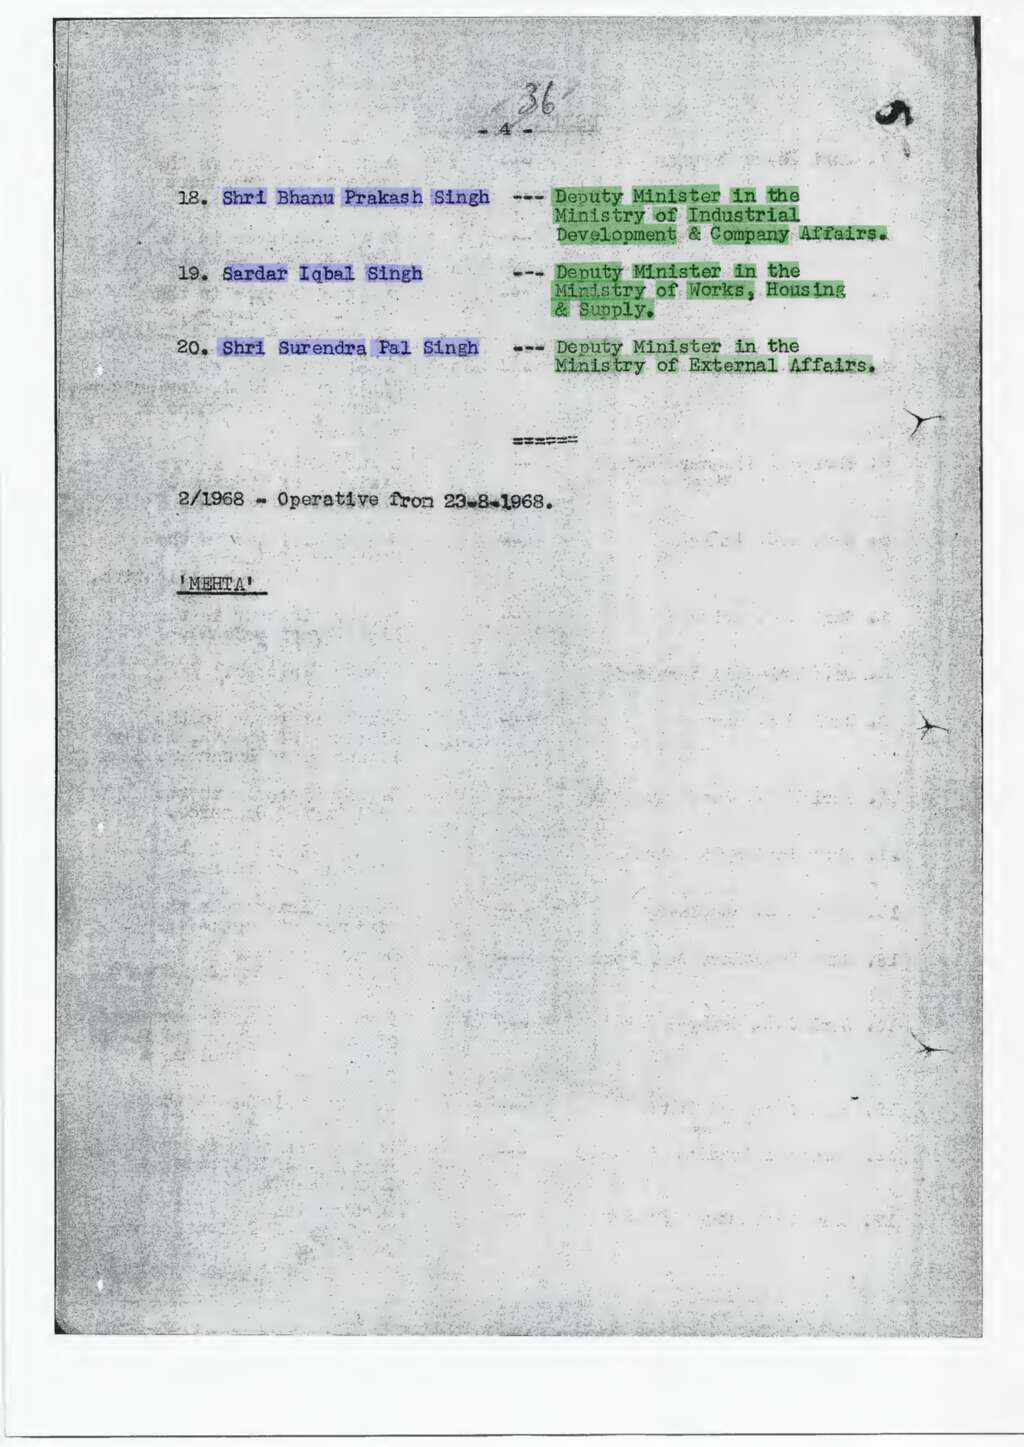 36
- 4 -
18. Shri Bhanu Prakash Singh --- Deputy Minister in the
Ministry of Industrial
Development & Company Affairs.
19. Sardar Iqbal Singh --- Deputy Minister in the
Ministry of Works, Housing
& Supply.
20. Shri Surendra Pal Singh --- Deputy Minister in the
Ministry of External Affairs.
======
2/1968 - Operative from 23-8-1968.
'MEHTA'